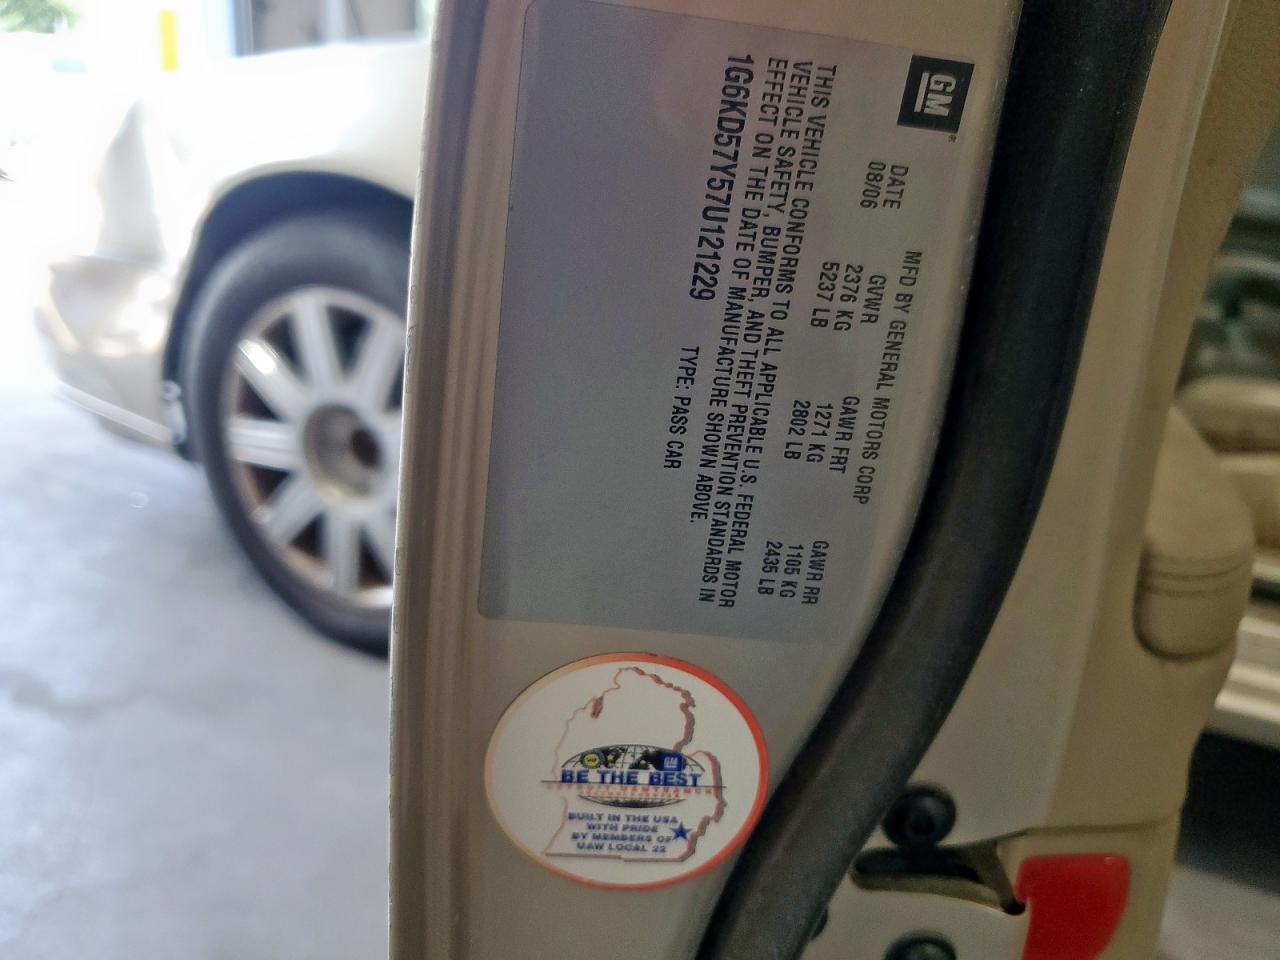 GM
MFD BY GENERAL MOTORS CORP
DATE GVWR GAWR FRT GAWR RR
08/06 2376 KG 1271 KG 1105 KG
5237 LB 2802 LB 2435 LB
THIS VEHICLE CONFORMS TO ALL APPLICABLE U.S. FEDERAL MOTOR
VEHICLE SAFETY, BUMPER, AND THEFT PREVENTION STANDARDS IN
EFFECT ON THE DATE OF MANUFACTURE SHOWN ABOVE.
1G6KD57Y57U121229 TYPE: PASS CAR
GM
BE THE BEST
DETROIT HAMTRAMCK
BUILT IN THE USA
WITH PRIDE
BY MEMBERS OF
UAW LOCAL 22